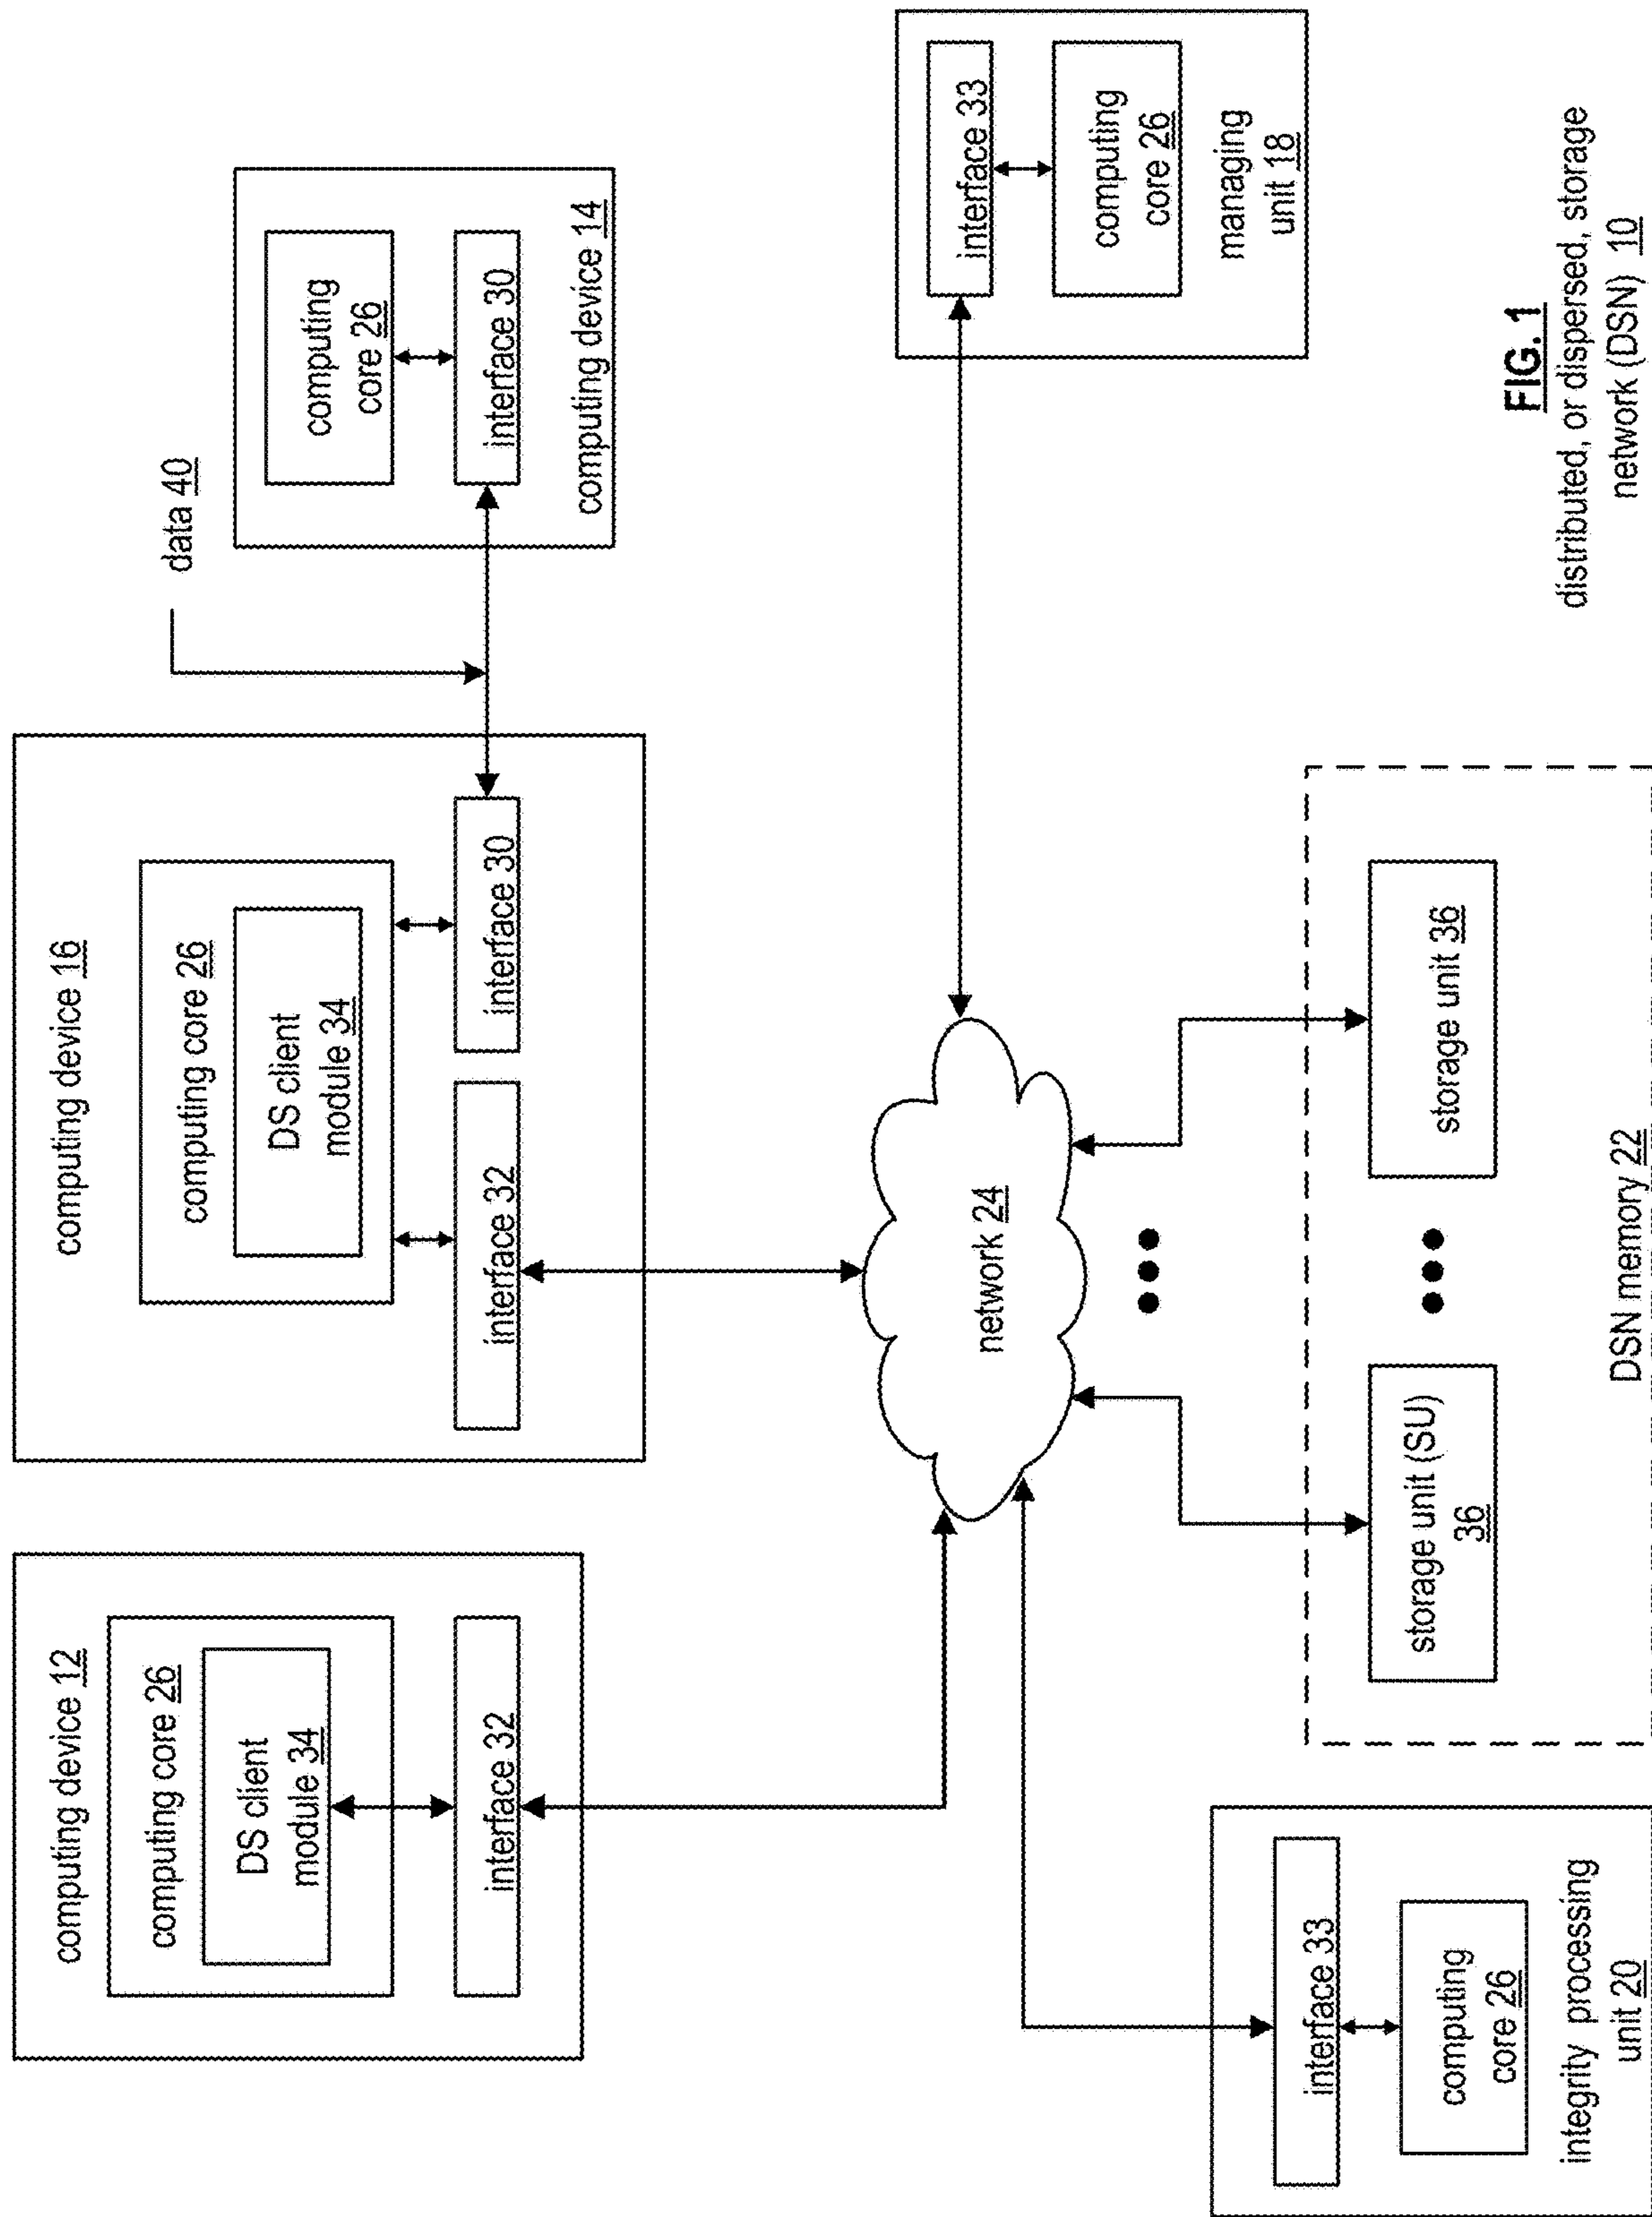 computing device 12
computing core 26
DS client
module 34
interface 32
computing device 16
computing core 26
DS client
module 34
interface 32
interface 30
data 40
computing
core 26
interface 30
computing device 14
network 24
interface 33
computing
core 26
managing
unit 18
interface 33
computing
core 26
integrity processing
unit 20
storage unit (SU)
36
storage unit 36
DSN memory 22
FIG. 1
distributed, or dispersed, storage
network (DSN) 10